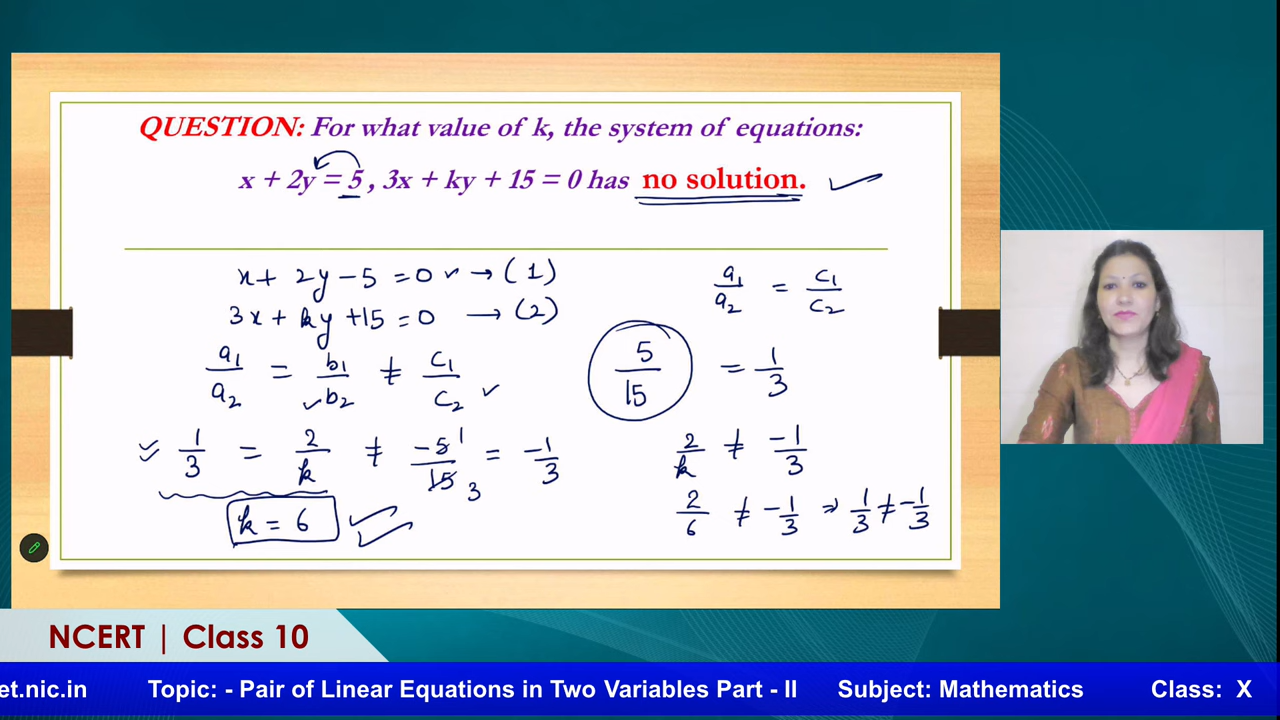 QUESTION: For what value of k, the system of equations:
x + 2y = 5 , 3x + ky + 15 = 0 has no solution.
x + 2y - 5 = 0 → (1)
3x + ky + 15 = 0 → (2)
a₁/a₂ = b₁/b₂ ≠ c₁/c₂
1/3 = 2/k ≠ -5/15 1 3 = -1/3
k = 6
a₁/a₂ = c₁/c₂
5/15 = 1/3
2/k ≠ -1/3
2/6 ≠ -1/3 ⇒ 1/3 ≠ -1/3
NCERT | Class 10
et.nic.in Topic: - Pair of Linear Equations in Two Variables Part - II Subject: Mathematics Class: X